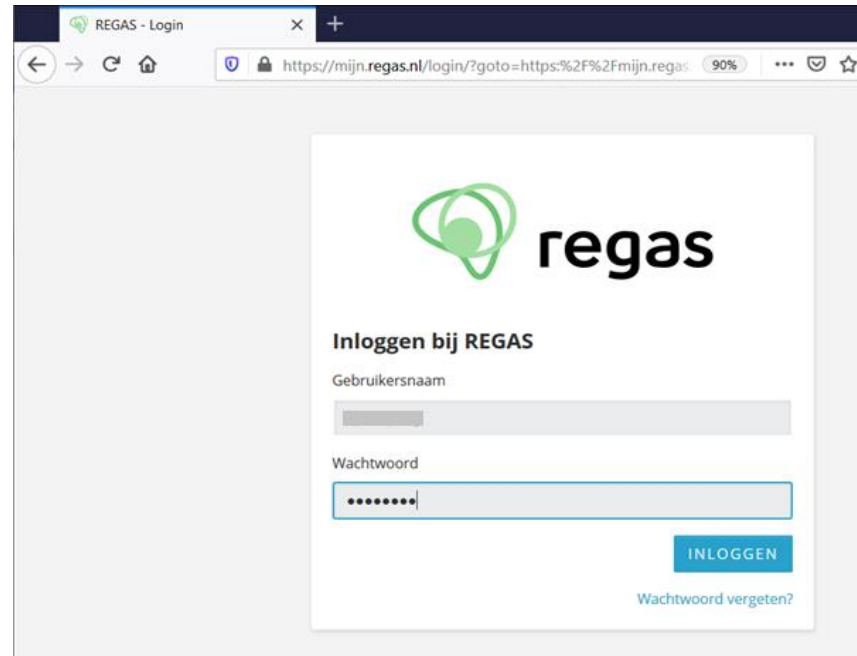 REGAS - Login
https://mijn.regas.nl/login/?goto=https:%2F%2Fmijn.regas. 90%
regas
Inloggen bij REGAS
Gebruikersnaam
Wachtwoord
INLOGGEN
Wachtwoord vergeten?